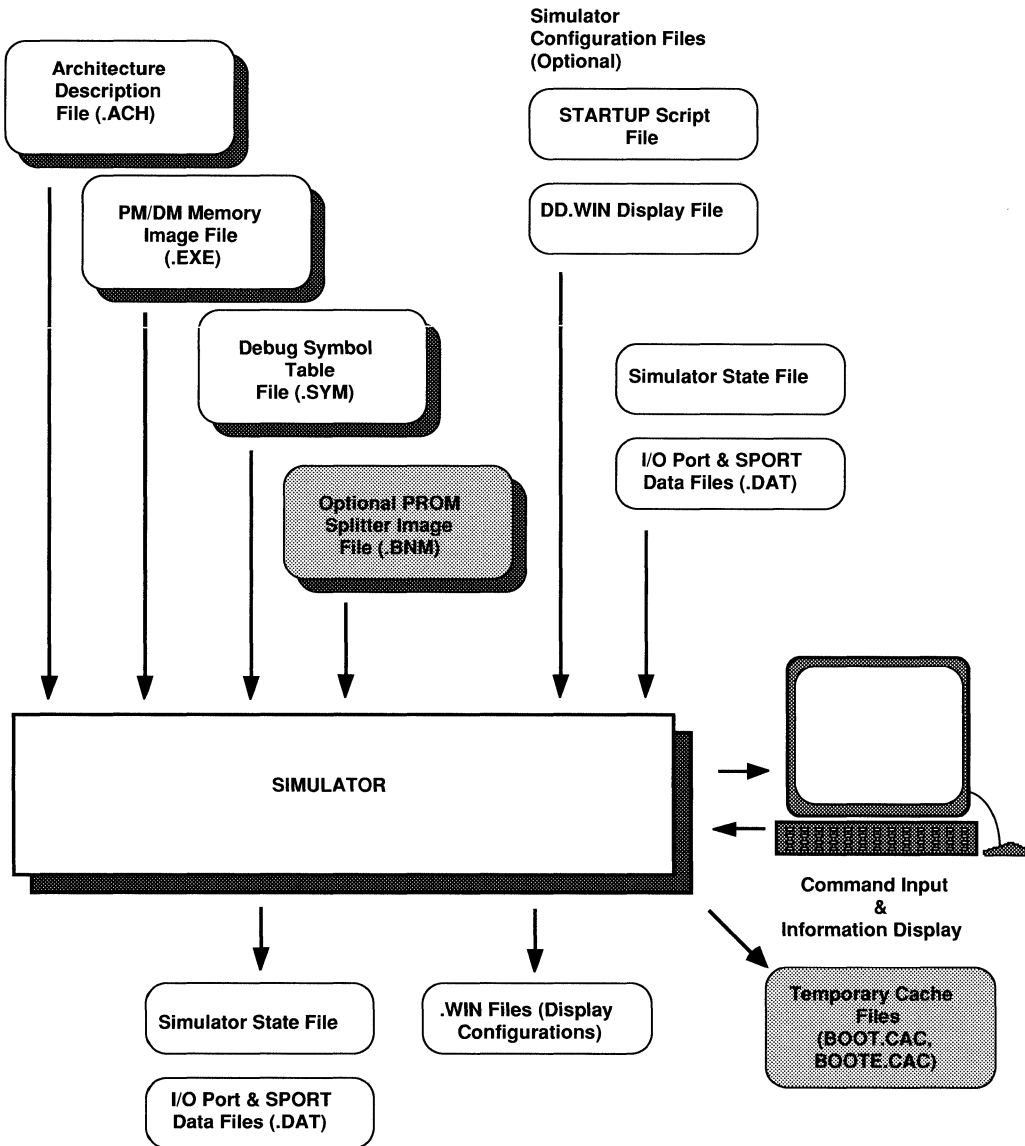 Simulator
Configuration Files
(Optional)
Architecture
Description
File (.ACH)
STARTUP Script
File
PM/DM Memory
Image File
(.EXE)
DD.WIN Display File
Debug Symbol
Table
File (.SYM)
Simulator State File
I/O Port & SPORT
Data Files (.DAT)
Optional PROM
Splitter Image
File (.BNM)
SIMULATOR
Command Input
&
Information Display
Simulator State File
.WIN Files (Display
Configurations)
Temporary Cache
Files
(BOOT.CAC,
BOOTE.CAC)
I/O Port & SPORT
Data Files (.DAT)